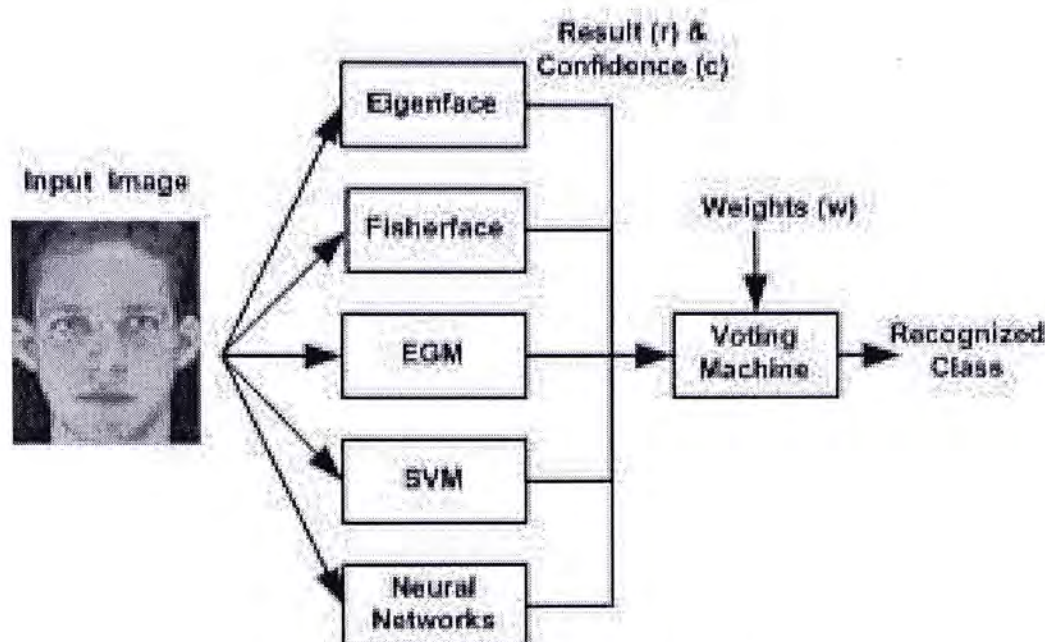 Result (r) &
Confidence (c)
Eigenface
Input Image
Fisherface
Weights (w)
EGM
Voting
Machine
Recognized
Class
SVM
Neural
Networks